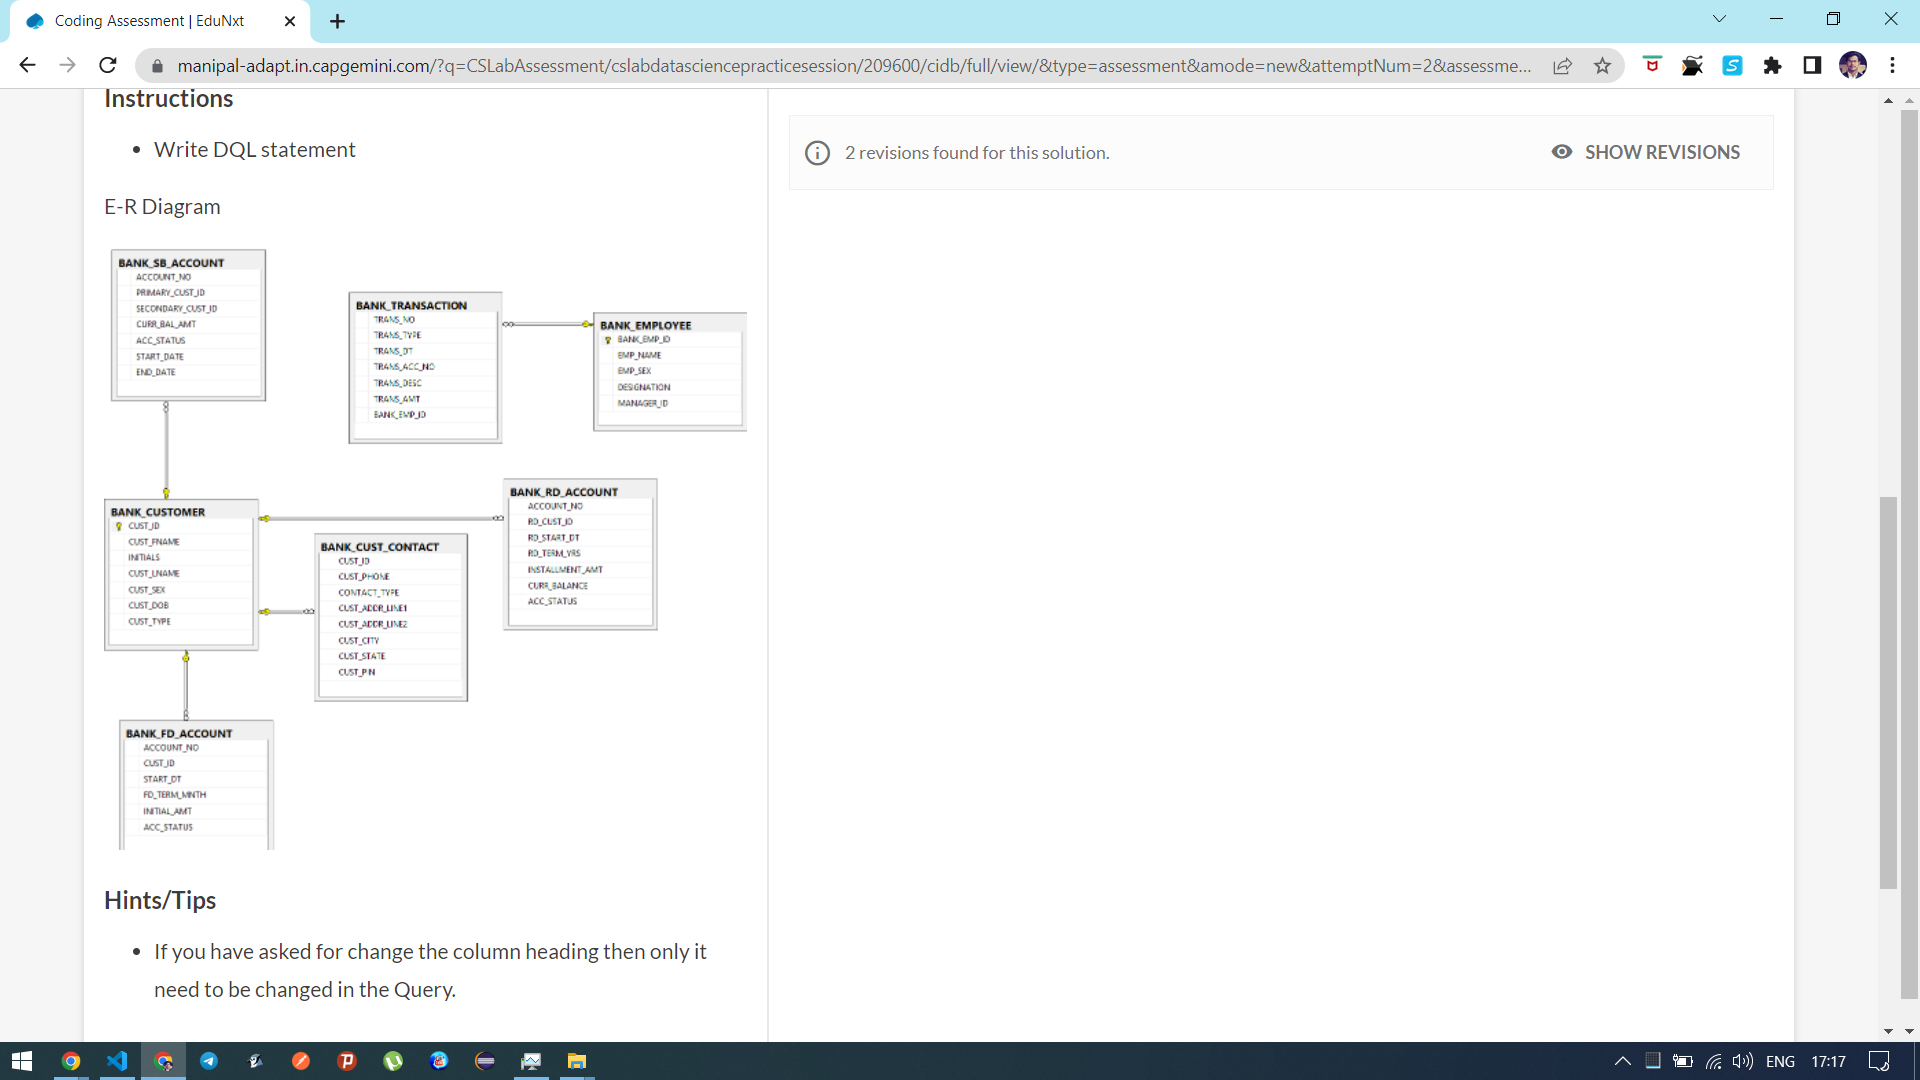 Coding Assessment | EduNxt
manipal-adapt.in.capgemini.com/?q=CSLabAssessment/cslabdatasciencepracticesession/209600/cidb/full/view/&type=assessment&amode=new&attemptNum=2&assessme...
Instructions
• Write DQL statement
E-R Diagram
BANK_SB_ACCOUNT
ACCOUNT_NO
PRIMARY_CUST_ID
SECONDARY_CUST_ID
CURR_BAL_AMT
ACC_STATUS
START_DATE
END_DATE
BANK_TRANSACTION
TRANS_NO
TRANS_TYPE
TRANS_DT
TRANS_ACC_NO
TRANS_DESC
TRANS_AMT
BANK_EMP_ID
BANK_EMPLOYEE
BANK_EMP_ID
EMP_NAME
EMP_SEX
DESIGNATION
MANAGER_ID
BANK_CUSTOMER
CUST_ID
CUST_FNAME
INITIALS
CUST_LNAME
CUST_SEX
CUST_DOB
CUST_TYPE
BANK_CUST_CONTACT
CUST_ID
CUST_PHONE
CONTACT_TYPE
CUST_ADDR_LINE1
CUST_ADDR_LINE2
CUST_CITY
CUST_STATE
CUST_PIN
BANK_RD_ACCOUNT
ACCOUNT_NO
RD_CUST_ID
RD_START_DT
RD_TERM_YRS
INSTALLMENT_AMT
CURR_BALANCE
ACC_STATUS
BANK_FD_ACCOUNT
ACCOUNT_NO
CUST_ID
START_DT
FD_TERM_MNTH
INITIAL_AMT
ACC_STATUS
Hints/Tips
• If you have asked for change the column heading then only it
need to be changed in the Query.
2 revisions found for this solution.
SHOW REVISIONS
ENG
17:17